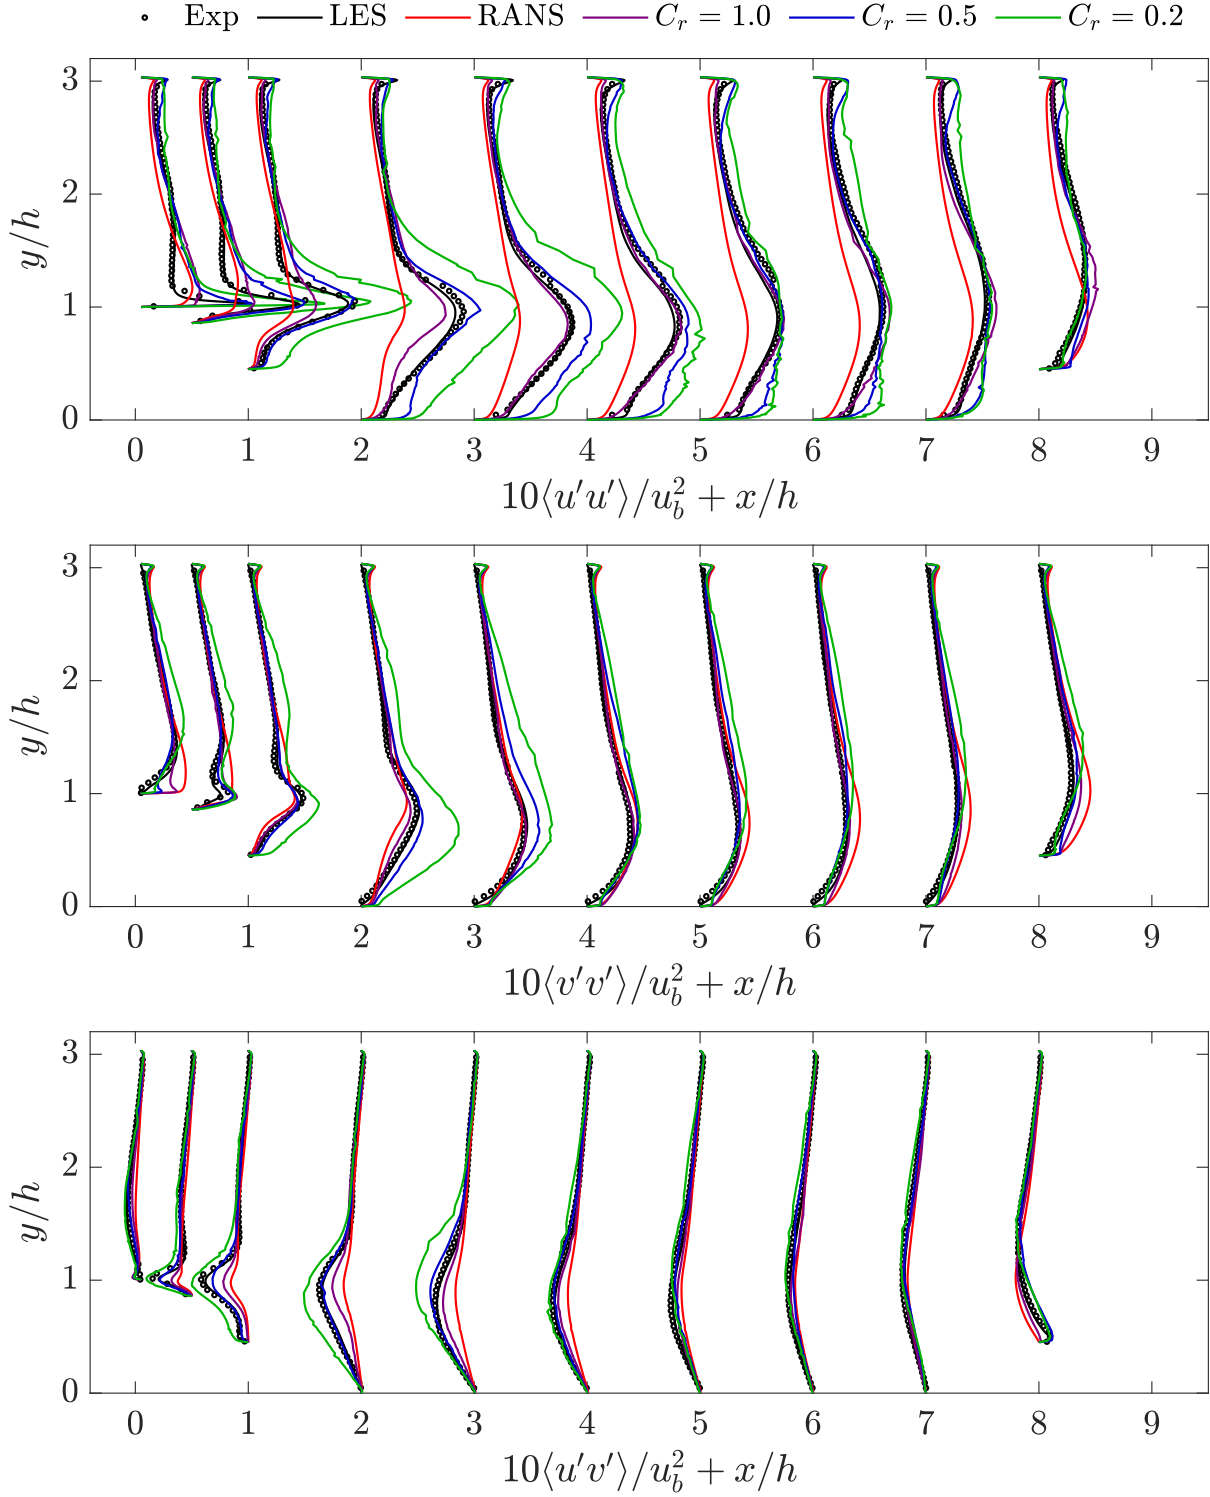 Exp LES RANS C_r = 1.0 C_r = 0.5 C_r = 0.2
3
2
1
0
y/h
0 1 2 3 4 5 6 7 8 9
10⟨u′u′⟩/u_b^2 + x/h
3
2
1
0
y/h
0 1 2 3 4 5 6 7 8 9
10⟨v′v′⟩/u_b^2 + x/h
3
2
1
0
y/h
0 1 2 3 4 5 6 7 8 9
10⟨u′v′⟩/u_b^2 + x/h